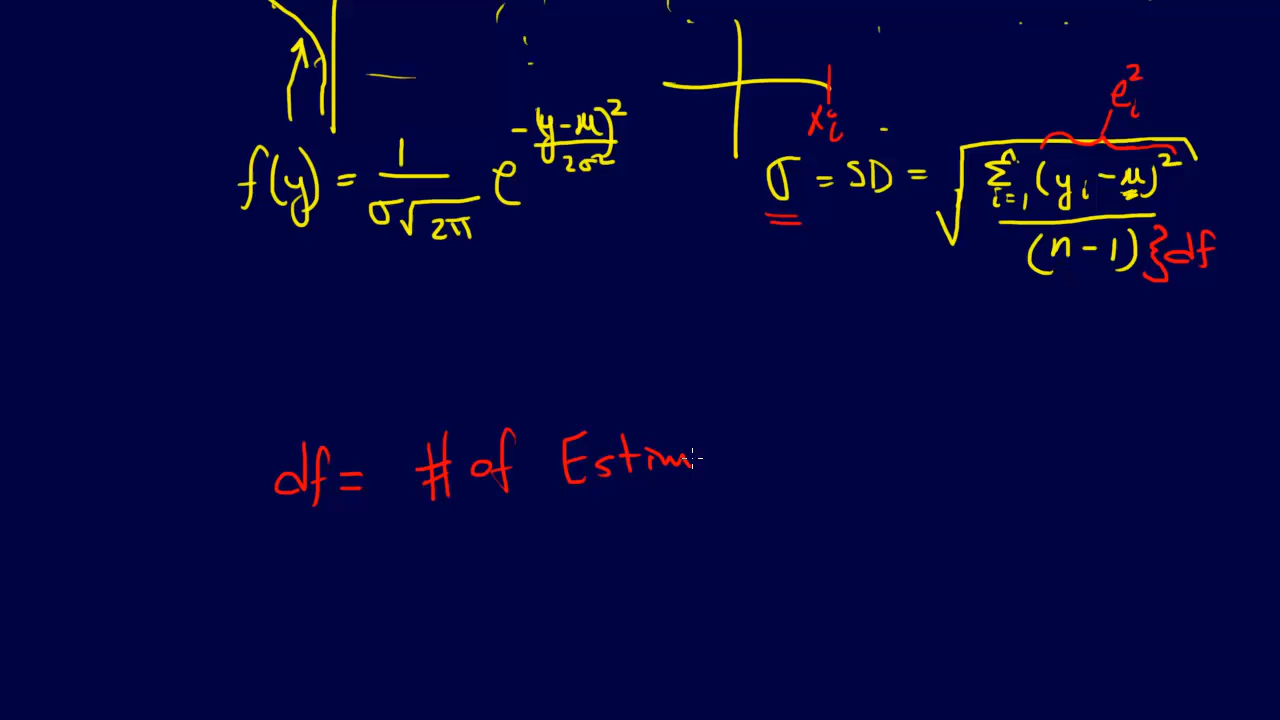 e_i^2
x_i
f(y) = 1/(σ√(2π)) e^(-(y-μ)^2/(2σ^2))
σ = SD = √(Σ_{i=1}^{n} (y_i - μ)^2 / (n-1)) } df
df = # of Estim